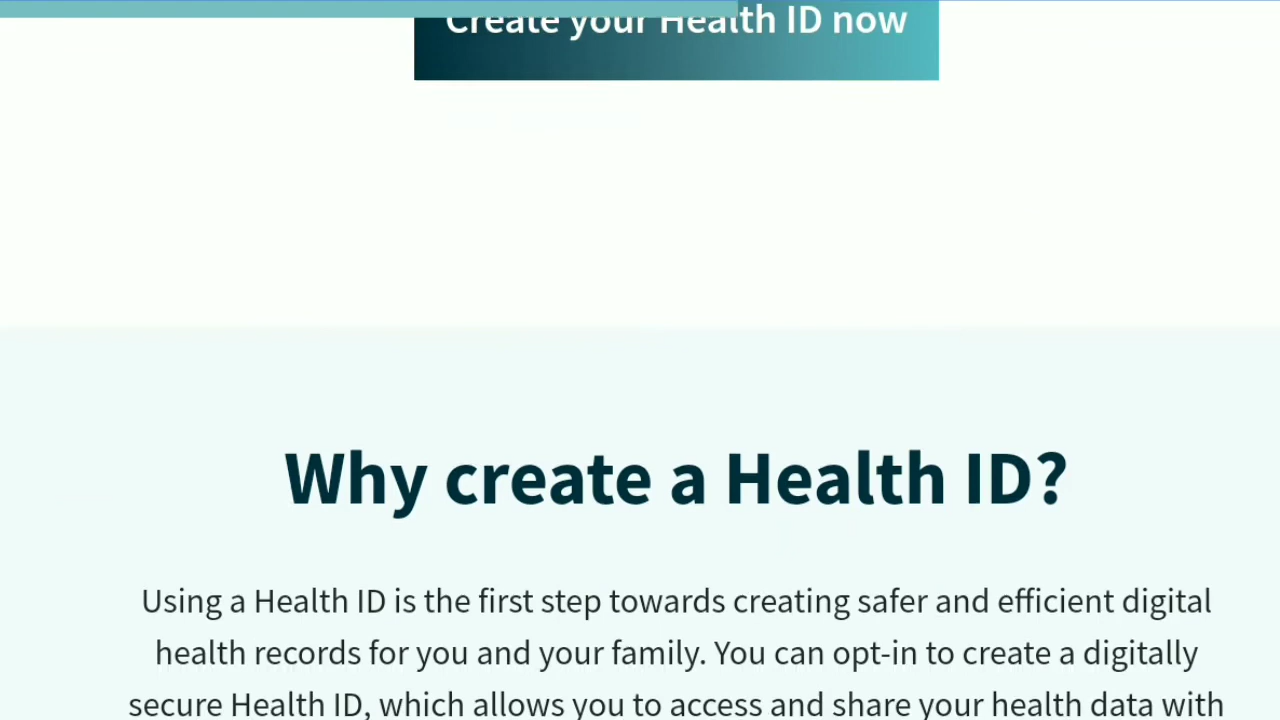 Create your Health ID now
Why create a Health ID?
Using a Health ID is the first step towards creating safer and efficient digital
health records for you and your family. You can opt-in to create a digitally
secure Health ID, which allows you to access and share your health data with